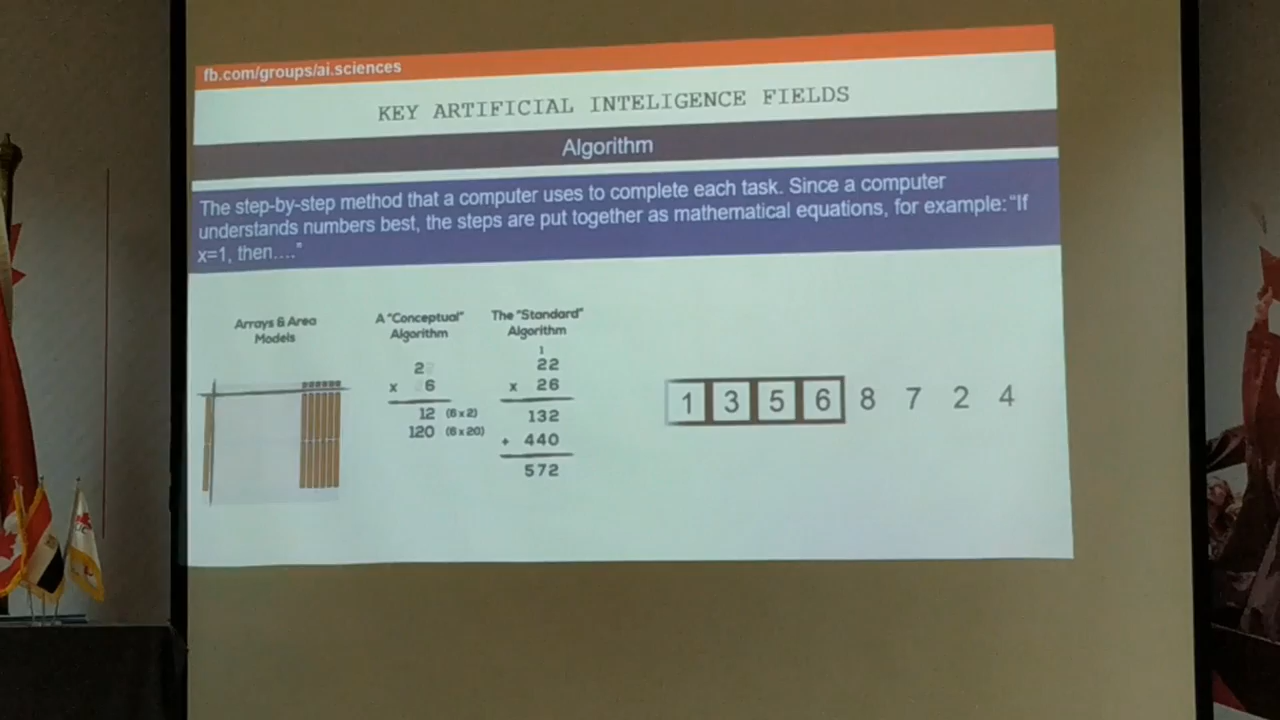 fb.com/groups/ai.sciences
KEY ARTIFICIAL INTELIGENCE FIELDS
Algorithm
The step-by-step method that a computer uses to complete each task. Since a computer
understands numbers best, the steps are put together as mathematical equations, for example: “If
x=1, then....”
Arrays & Area
Models
A “Conceptual”
Algorithm
2
x 6
12 (6 x 2)
120 (6 x 20)
The “Standard”
Algorithm
1
22
x 26
132
+ 440
572
1 3 5 6 8 7 2 4